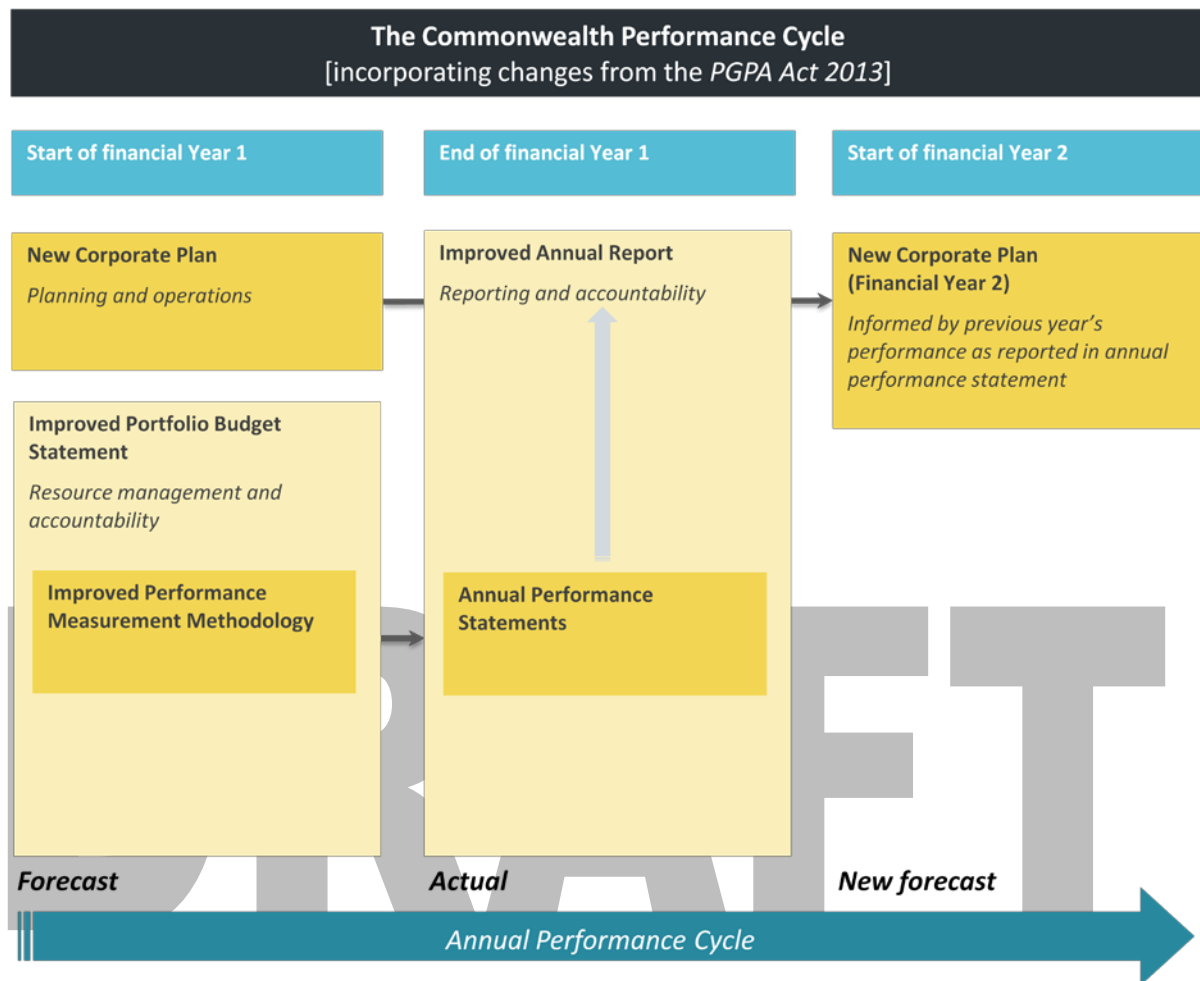 The Commonwealth Performance Cycle
[incorporating changes from the PGPA Act 2013]
Start of financial Year 1
End of financial Year 1
Start of financial Year 2
New Corporate Plan
Planning and operations
Improved Portfolio Budget
Statement
Resource management and
accountability
Improved Performance
Measurement Methodology
Improved Annual Report
Reporting and accountability
Annual Performance
Statements
New Corporate Plan
(Financial Year 2)
Informed by previous year’s
performance as reported in annual
performance statement
DRAFT
Forecast
Actual
New forecast
Annual Performance Cycle